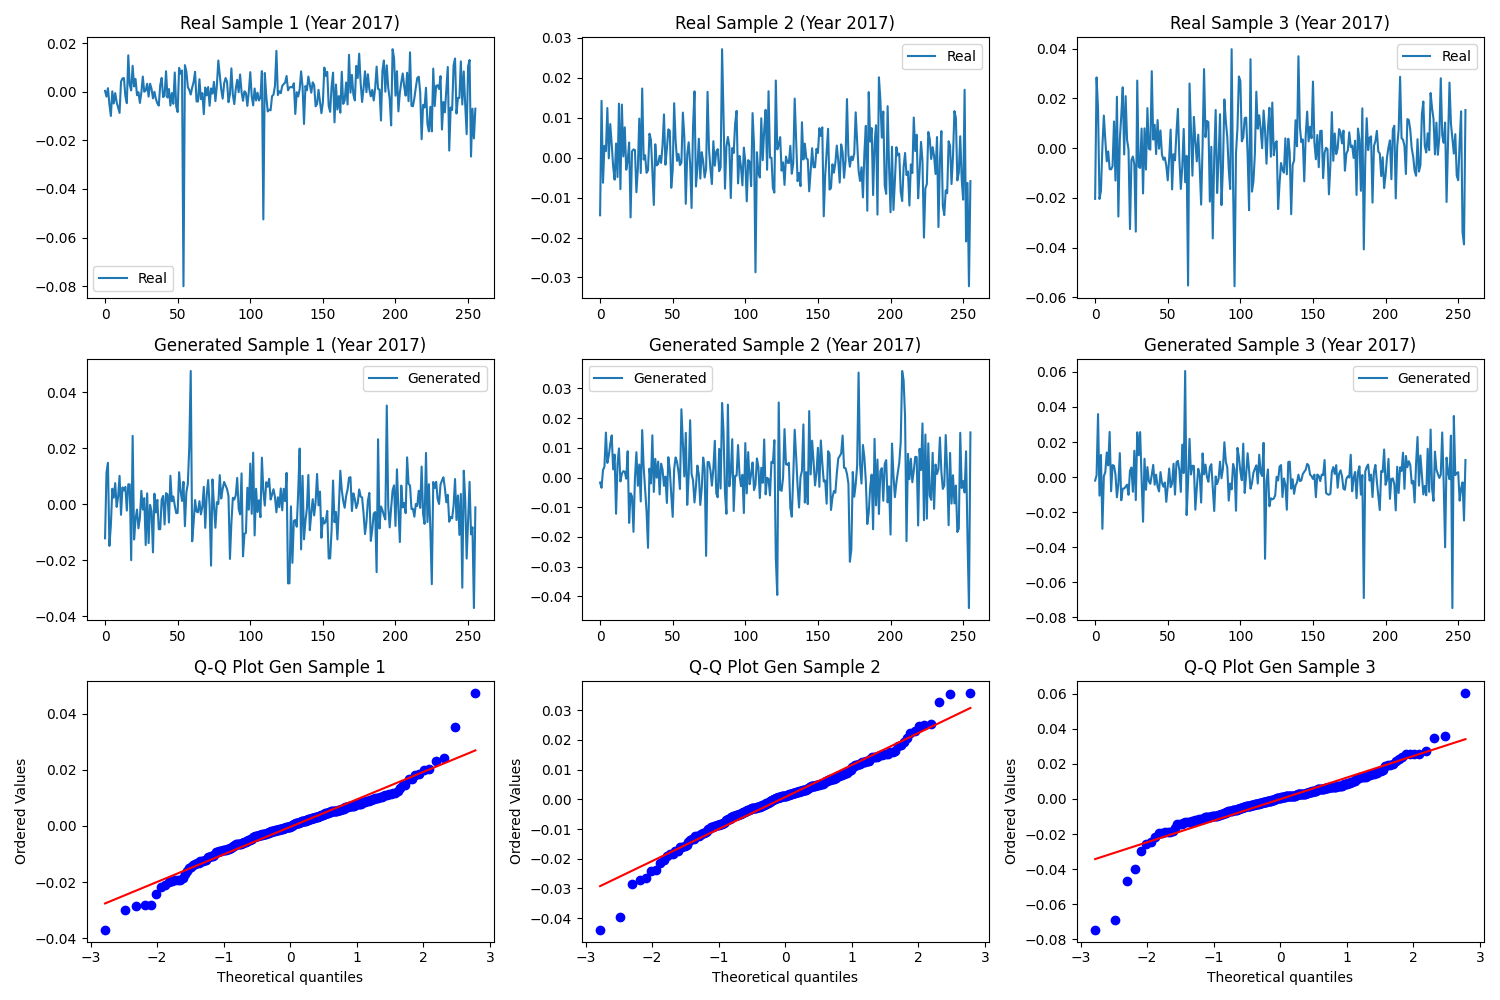 Real Sample 1 (Year 2017)
0.02
0.00
−0.02
−0.04
−0.06
−0.08
Real
0 50 100 150 200 250
Real Sample 2 (Year 2017)
0.03
0.02
0.01
0.00
−0.01
−0.02
−0.03
Real
0 50 100 150 200 250
Real Sample 3 (Year 2017)
0.04
0.02
0.00
−0.02
−0.04
−0.06
Real
0 50 100 150 200 250
Generated Sample 1 (Year 2017)
0.04
0.02
0.00
−0.02
−0.04
Generated
0 50 100 150 200 250
Generated Sample 2 (Year 2017)
0.03
0.02
0.01
0.00
−0.01
−0.02
−0.03
−0.04
Generated
0 50 100 150 200 250
Generated Sample 3 (Year 2017)
0.06
0.04
0.02
0.00
−0.02
−0.04
−0.06
−0.08
Generated
0 50 100 150 200 250
Q-Q Plot Gen Sample 1
Ordered Values
0.04
0.02
0.00
−0.02
−0.04
−3 −2 −1 0 1 2 3
Theoretical quantiles
Q-Q Plot Gen Sample 2
Ordered Values
0.03
0.02
0.01
0.00
−0.01
−0.02
−0.03
−0.04
−3 −2 −1 0 1 2 3
Theoretical quantiles
Q-Q Plot Gen Sample 3
Ordered Values
0.06
0.04
0.02
0.00
−0.02
−0.04
−0.06
−0.08
−3 −2 −1 0 1 2 3
Theoretical quantiles